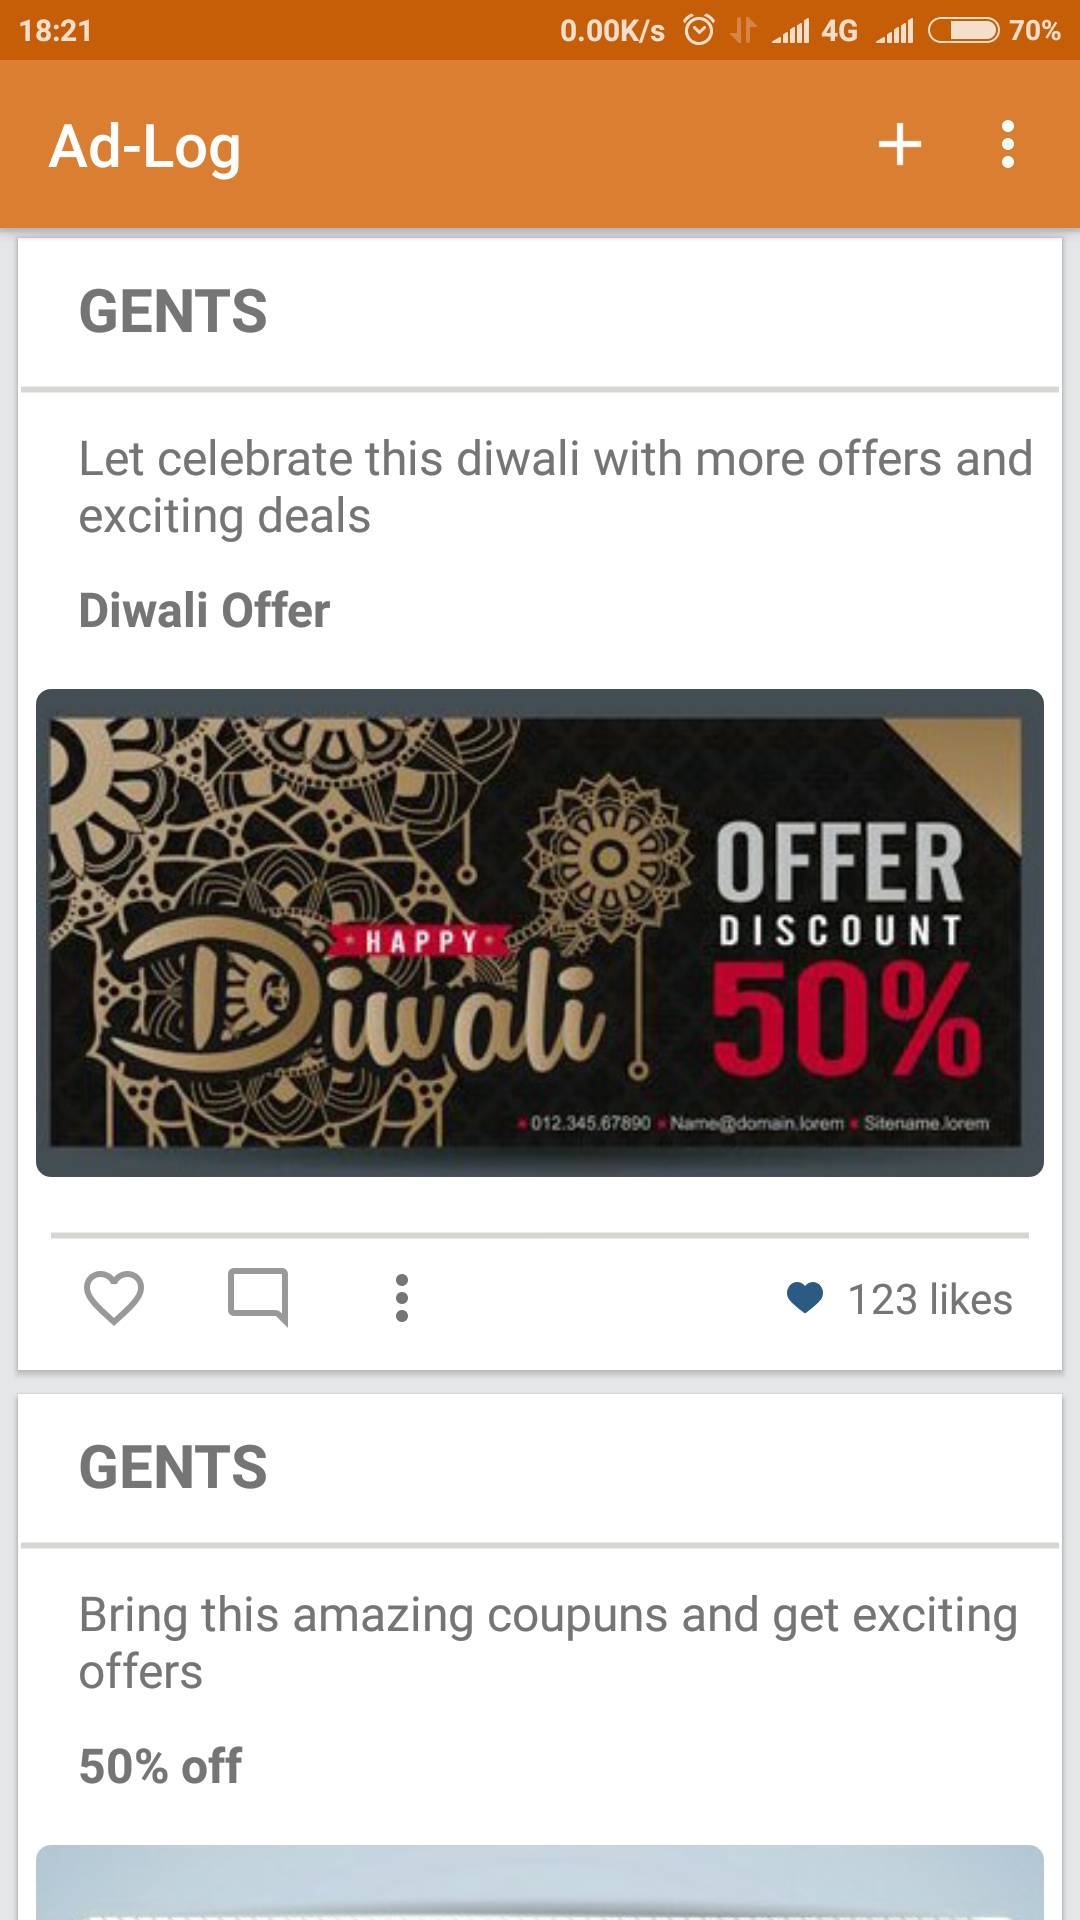 18:21 0.00K/s 4G 70%
Ad-Log
GENTS
Let celebrate this diwali with more offers and
exciting deals
Diwali Offer
HAPPY
Diwali
OFFER
DISCOUNT
50%
012.345.67890 Name@domain.lorem Sitename.lorem
123 likes
GENTS
Bring this amazing coupuns and get exciting
offers
50% off